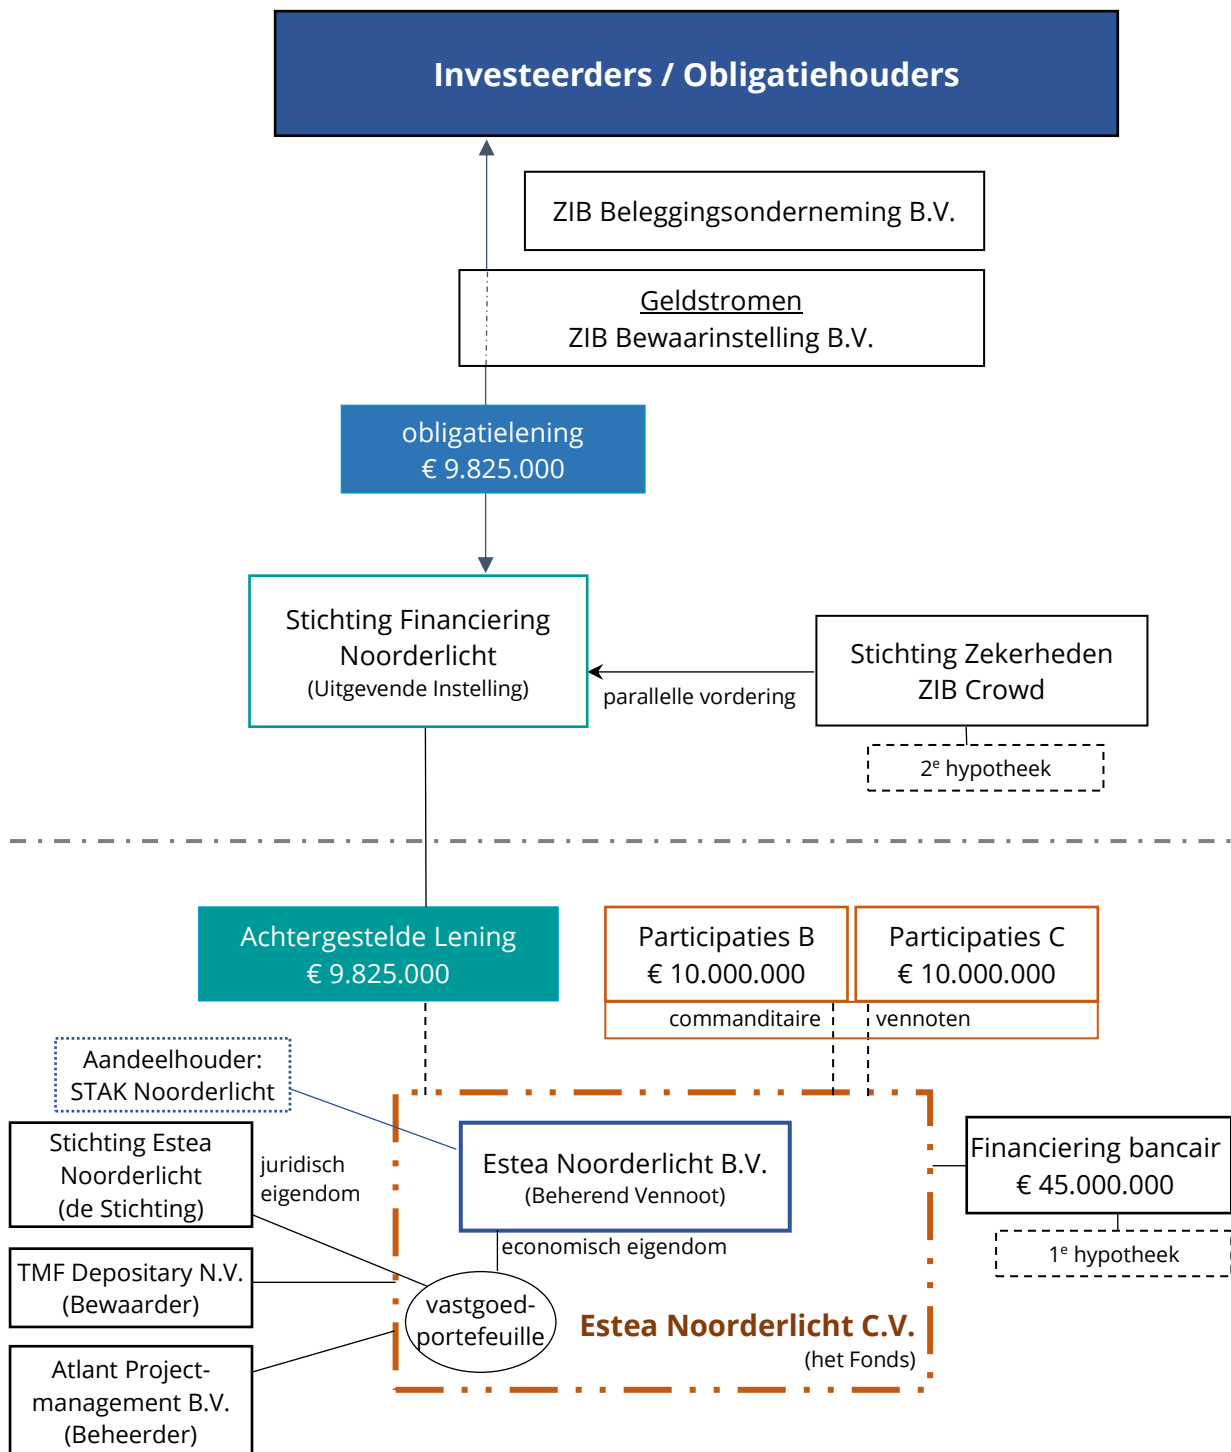 Investeerders / Obligatiehouders
ZIB Beleggingsonderneming B.V.
Geldstromen
ZIB Bewaarinstelling B.V.
obligatielening
€ 9.825.000
Stichting Financiering
Noorderlicht
(Uitgevende Instelling)
parallelle vordering
Stichting Zekerheden
ZIB Crowd
2e hypotheek
Achtergestelde Lening
€ 9.825.000
Participaties B
€ 10.000.000
Participaties C
€ 10.000.000
commanditaire
vennoten
Aandeelhouder:
STAK Noorderlicht
Stichting Estea
Noorderlicht
(de Stichting)
juridisch
eigendom
Estea Noorderlicht B.V.
(Beherend Vennoot)
economisch eigendom
Financiering bancair
€ 45.000.000
1e hypotheek
TMF Depositary N.V.
(Bewaarder)
vastgoed-
portefeuille
Estea Noorderlicht C.V.
(het Fonds)
Atlant Project-
management B.V.
(Beheerder)